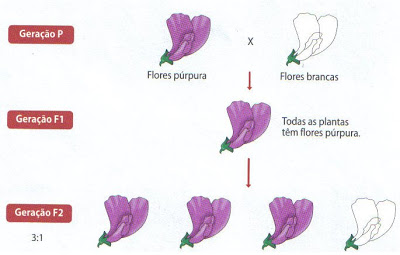 Geração P
X
Flores púrpura
Flores brancas
Geração F1
Todas as plantas
têm flores púrpura.
Geração F2
3:1